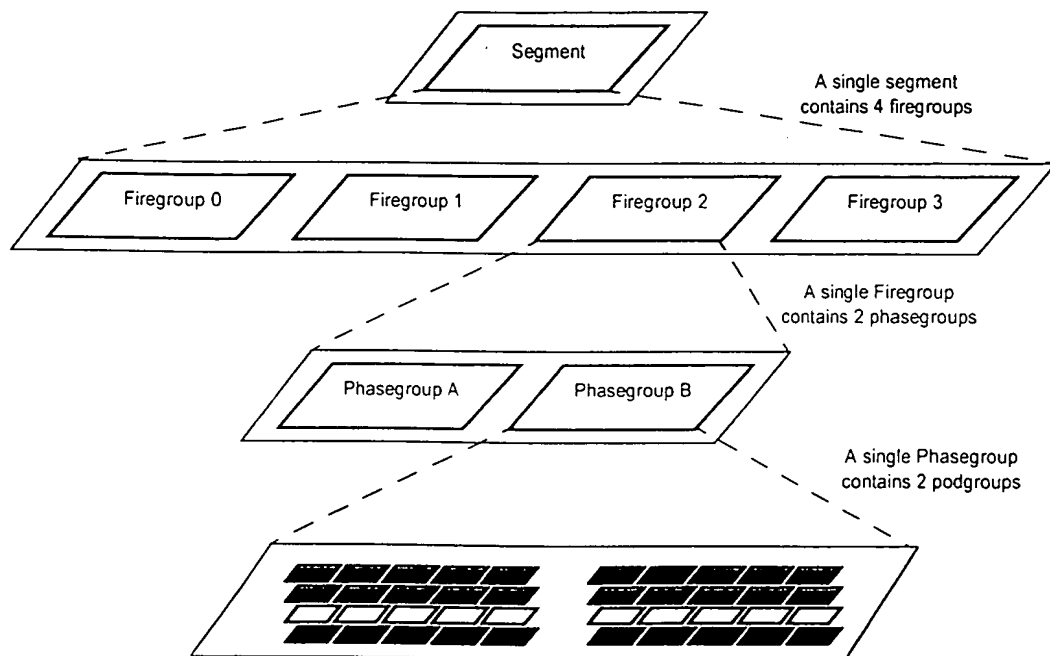 Segment
A single segment
contains 4 firegroups
Firegroup 0
Firegroup 1
Firegroup 2
Firegroup 3
A single Firegroup
contains 2 phasegroups
Phasegroup A
Phasegroup B
A single Phasegroup
contains 2 podgroups